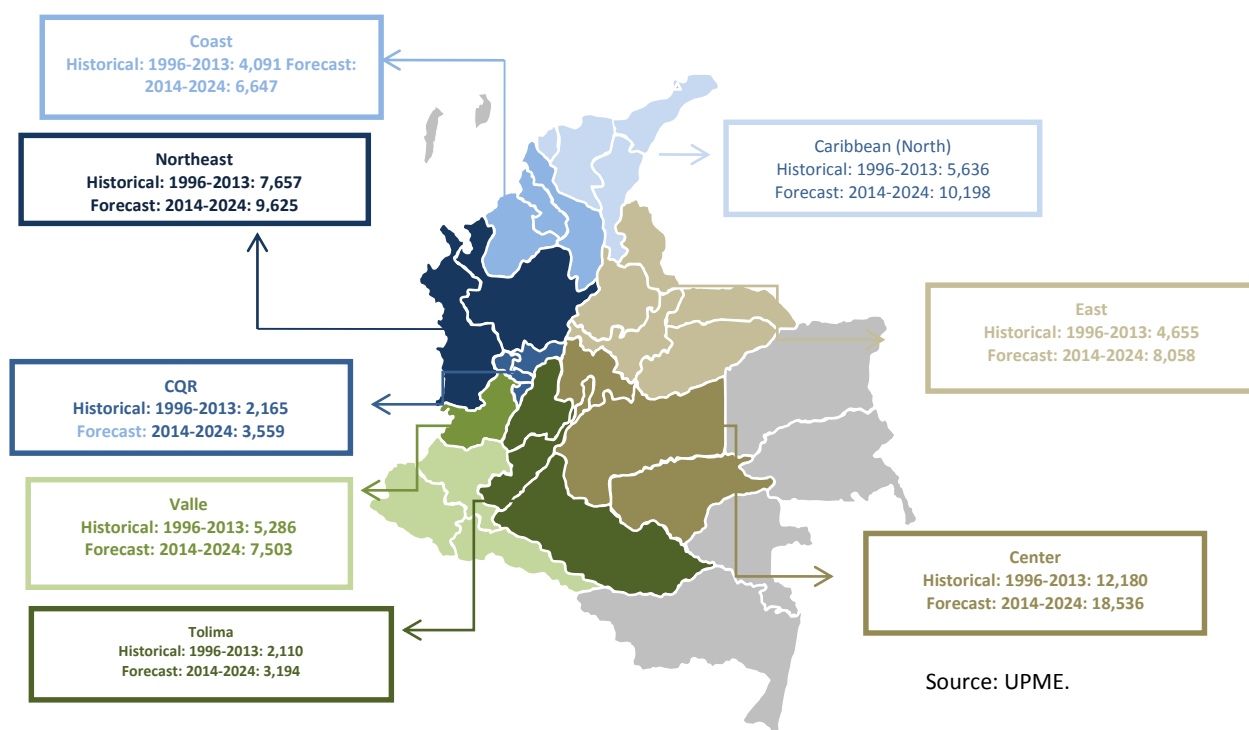 Coast
Historical: 1996-2013: 4,091 Forecast:
2014-2024: 6,647
Northeast
Historical: 1996-2013: 7,657
Forecast: 2014-2024: 9,625
Caribbean (North)
Historical: 1996-2013: 5,636
Forecast: 2014-2024: 10,198
East
Historical: 1996-2013: 4,655
Forecast: 2014-2024: 8,058
CQR
Historical: 1996-2013: 2,165
Forecast: 2014-2024: 3,559
Valle
Historical: 1996-2013: 5,286
Forecast: 2014-2024: 7,503
Center
Historical: 1996-2013: 12,180
Forecast: 2014-2024: 18,536
Tolima
Historical: 1996-2013: 2,110
Forecast: 2014-2024: 3,194
Source: UPME.